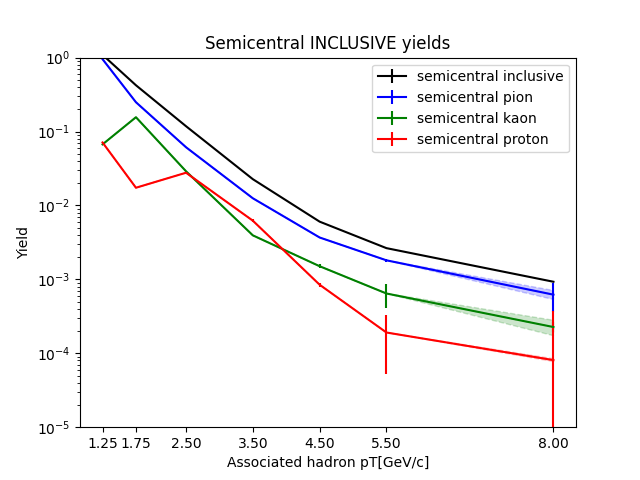 Semicentral INCLUSIVE yields
10^0
10^-1
10^-2
10^-3
10^-4
10^-5
Yield
semicentral inclusive
semicentral pion
semicentral kaon
semicentral proton
1.25 1.75 2.50 3.50 4.50 5.50 8.00
Associated hadron pT[GeV/c]